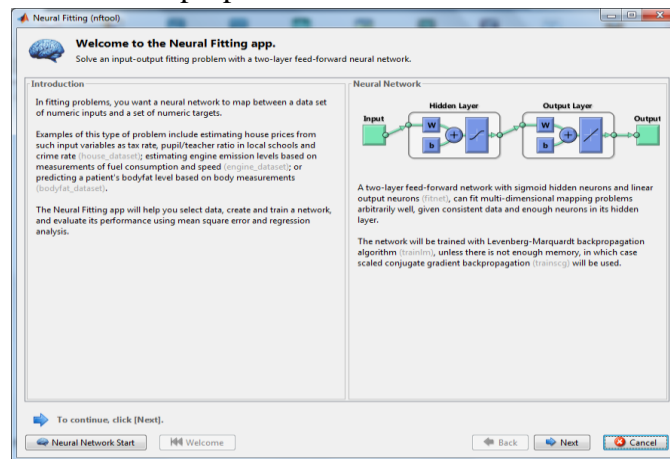 Neural Fitting (nftool)
Welcome to the Neural Fitting app.
Solve an input-output fitting problem with a two-layer feed-forward neural network.
Introduction
In fitting problems, you want a neural network to map between a data set
of numeric inputs and a set of numeric targets.
Examples of this type of problem include estimating house prices from
such input variables as tax rate, pupil/teacher ratio in local schools and
crime rate (house_dataset); estimating engine emission levels based on
measurements of fuel consumption and speed (engine_dataset); or
predicting a patient's bodyfat level based on body measurements
(bodyfat_dataset).
The Neural Fitting app will help you select data, create and train a network,
and evaluate its performance using mean square error and regression
analysis.
Neural Network
Hidden Layer
Output Layer
Input
Output
W
b
+
W
b
+
A two-layer feed-forward network with sigmoid hidden neurons and linear
output neurons (fitnet), can fit multi-dimensional mapping problems
arbitrarily well, given consistent data and enough neurons in its hidden
layer.
The network will be trained with Levenberg-Marquardt backpropagation
algorithm (trainlm), unless there is not enough memory, in which case
scaled conjugate gradient backpropagation (trainscg) will be used.
To continue, click [Next].
Neural Network Start
Welcome
Back
Next
Cancel